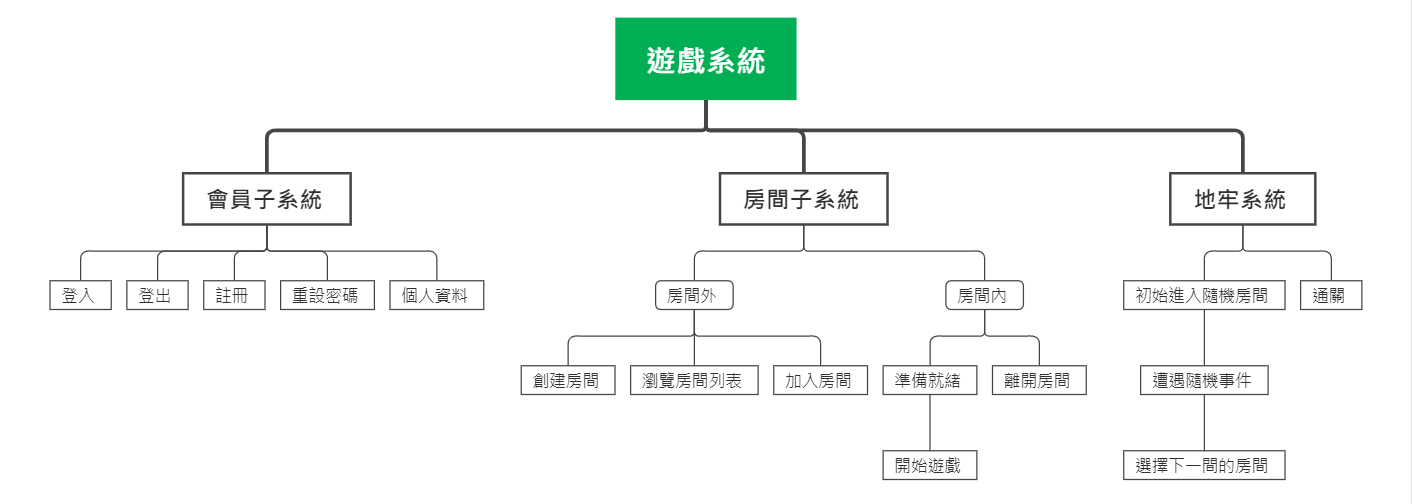 遊戲系統
會員子系統
房間子系統
地牢系統
登入
登出
註冊
重設密碼
個人資料
房間外
房間內
初始進入隨機房間
通關
創建房間
瀏覽房間列表
加入房間
準備就緒
離開房間
遭遇隨機事件
開始遊戲
選擇下一間的房間